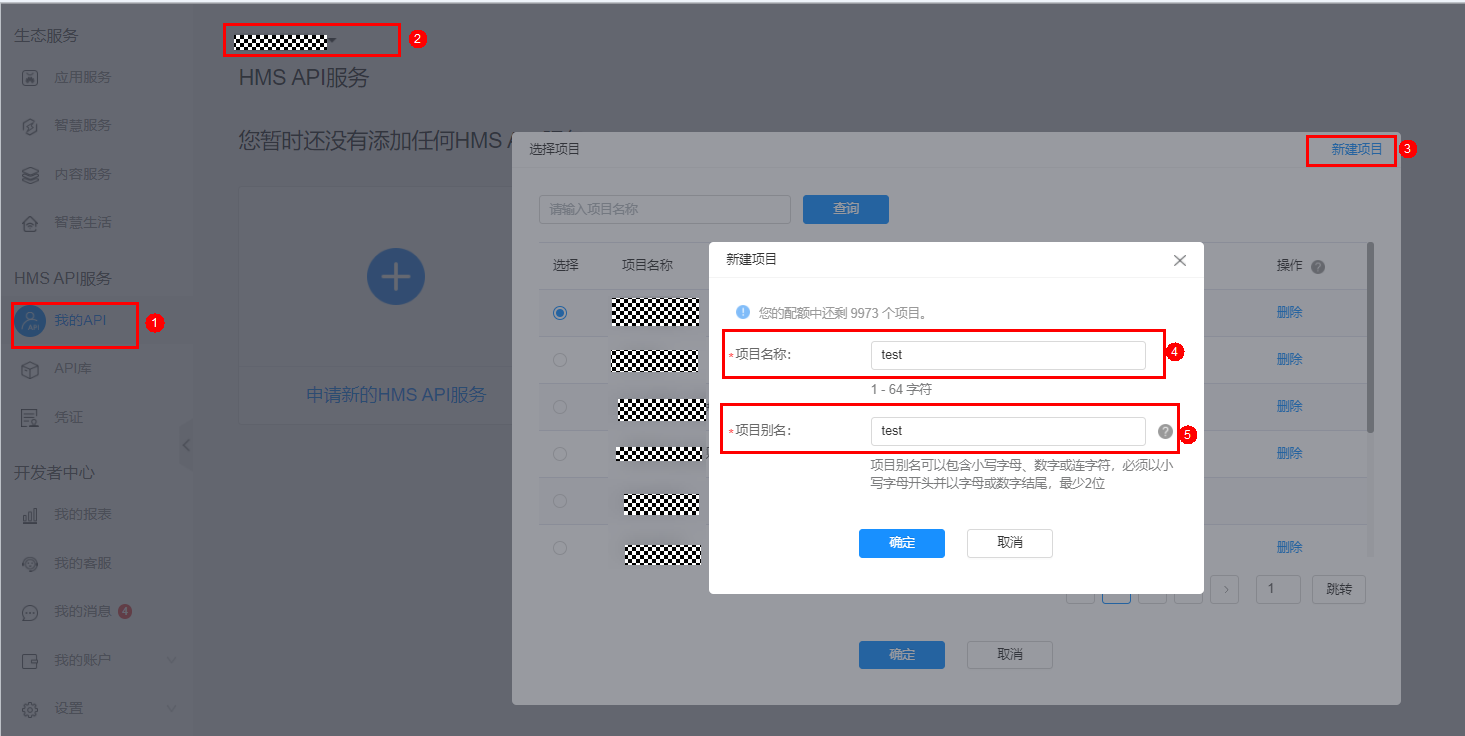 生态服务
应用服务
智慧服务
内容服务
智慧生活
HMS API服务
我的API
1
API库
凭证
开发者中心
我的报表
我的客服
我的消息 4
我的账户
设置
2
HMS API服务
您暂时还没有添加任何HMS A
申请新的HMS API服务
选择项目
新建项目 3
请输入项目名称
查询
选择 项目名称 操作 ?
删除
删除
删除
删除
删除
新建项目
! 您的配额中还剩 9973 个项目。
*项目名称: test 4
1 - 64 字符
*项目别名: test ? 5
项目别名可以包含小写字母、数字或连字符，必须以小
写字母开头并以字母或数字结尾，最少2位
确定 取消
1 跳转
确定 取消